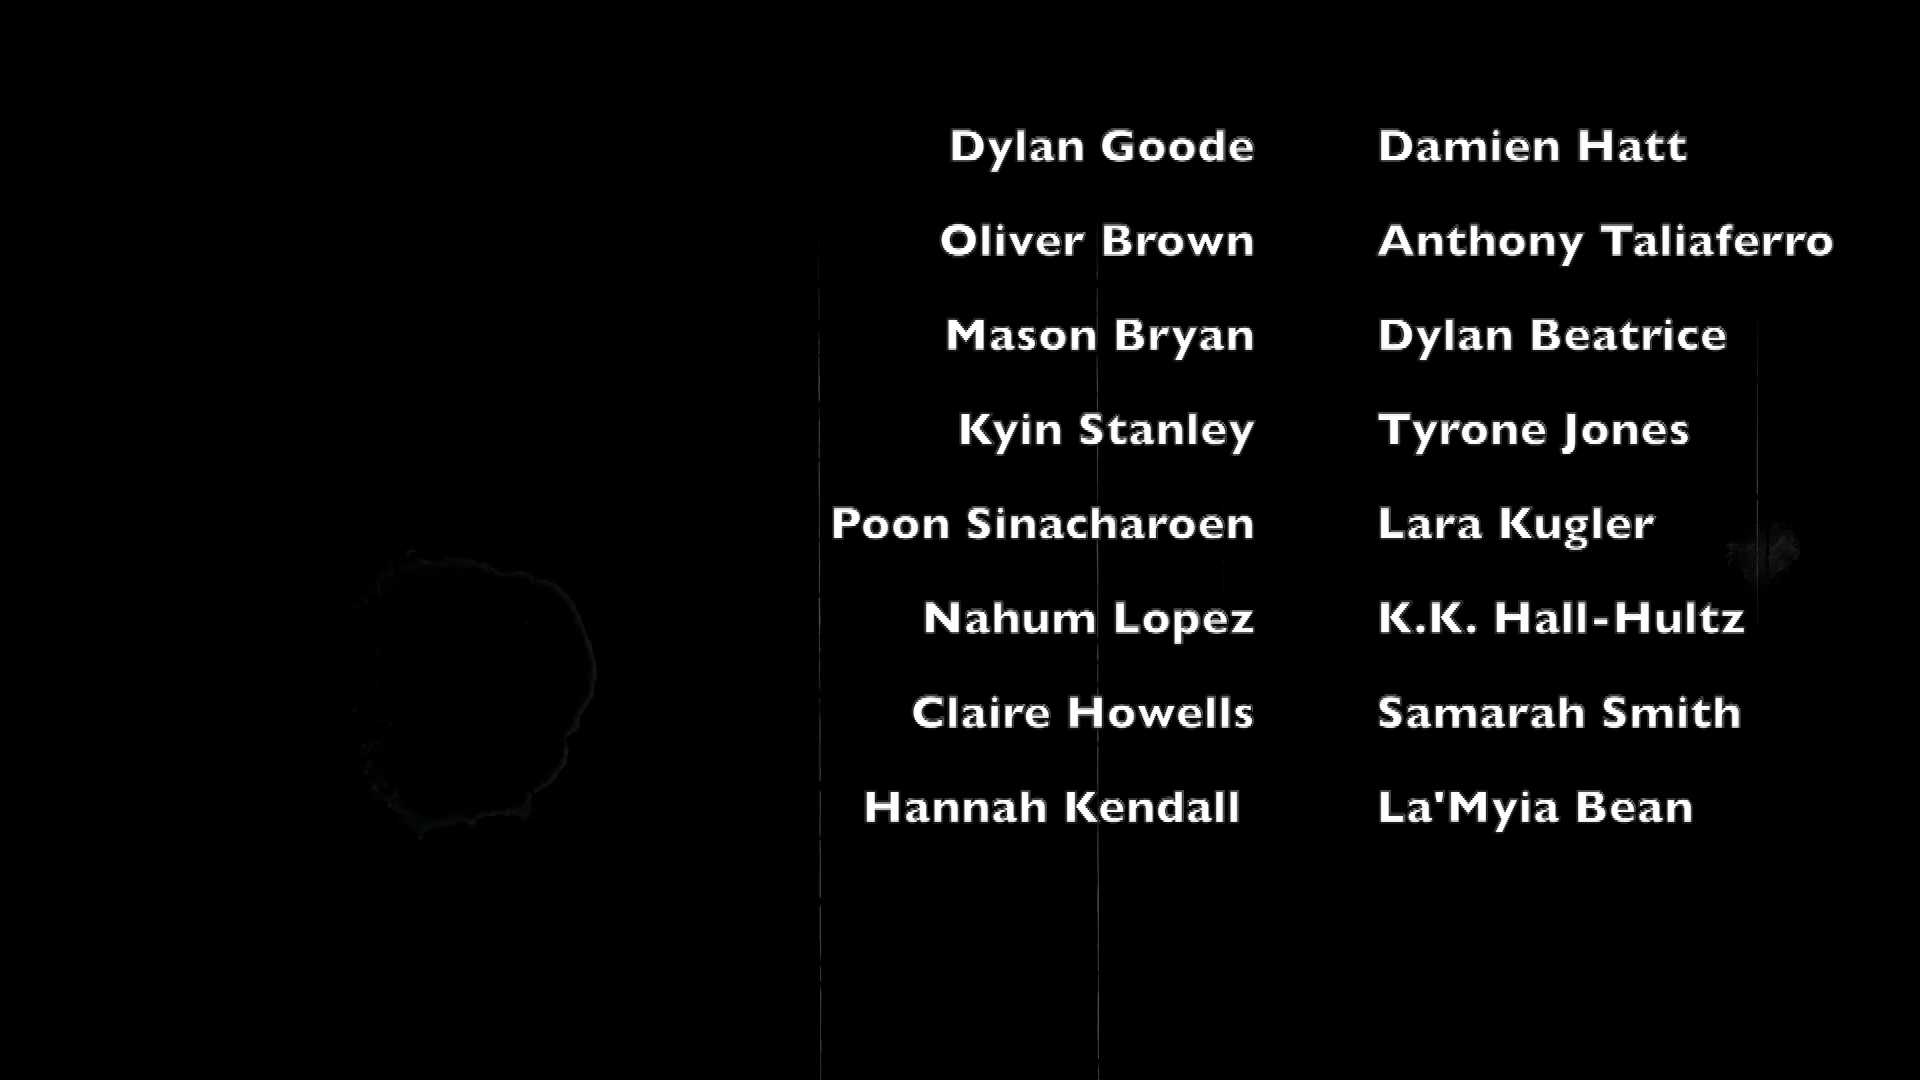 Dylan Goode Damien Hatt
Oliver Brown Anthony Taliaferro
Mason Bryan Dylan Beatrice
Kyin Stanley Tyrone Jones
Poon Sinacharoen Lara Kugler
Nahum Lopez K.K. Hall-Hultz
Claire Howells Samarah Smith
Hannah Kendall La'Myia Bean